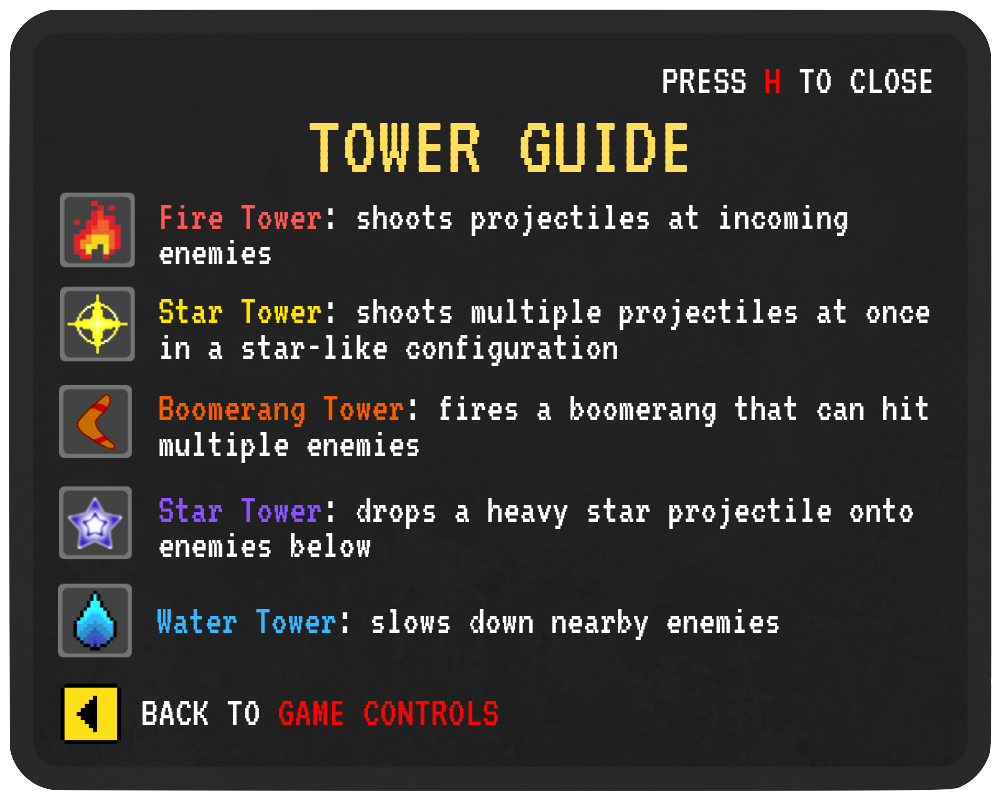 PRESS H TO CLOSE
TOWER GUIDE
Fire Tower: shoots projectiles at incoming
enemies
Star Tower: shoots multiple projectiles at once
in a star-like configuration
Boomerang Tower: fires a boomerang that can hit
multiple enemies
Star Tower: drops a heavy star projectile onto
enemies below
Water Tower: slows down nearby enemies
BACK TO GAME CONTROLS